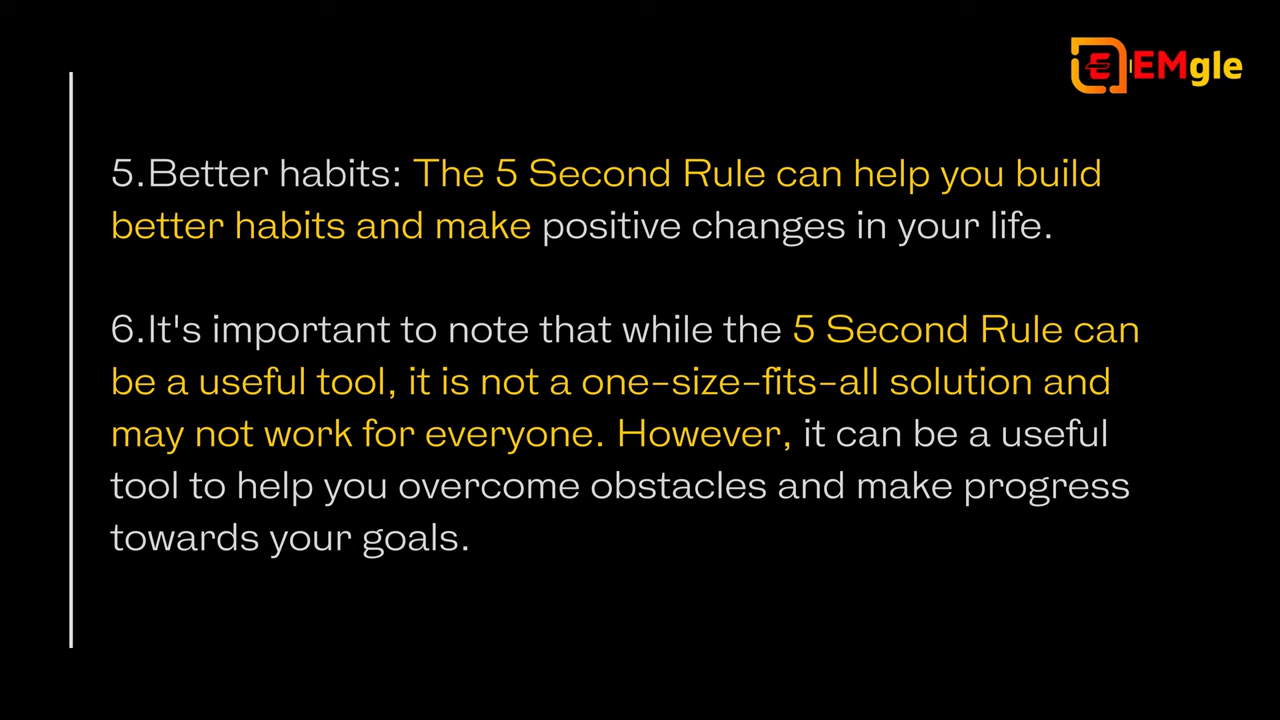 EMgle
5.Better habits: The 5 Second Rule can help you build
better habits and make positive changes in your life.
6.It's important to note that while the 5 Second Rule can
be a useful tool, it is not a one-size-fits-all solution and
may not work for everyone. However, it can be a useful
tool to help you overcome obstacles and make progress
towards your goals.